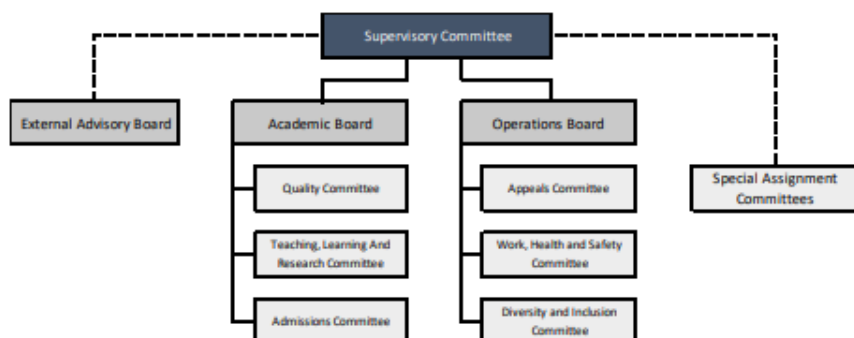 Supervisory Committee
External Advisory Board
Academic Board
Operations Board
Quality Committee
Appeals Committee
Special Assignment
Committees
Teaching, Learning And
Research Committee
Work, Health and Safety
Committee
Admissions Committee
Diversity and Inclusion
Committee